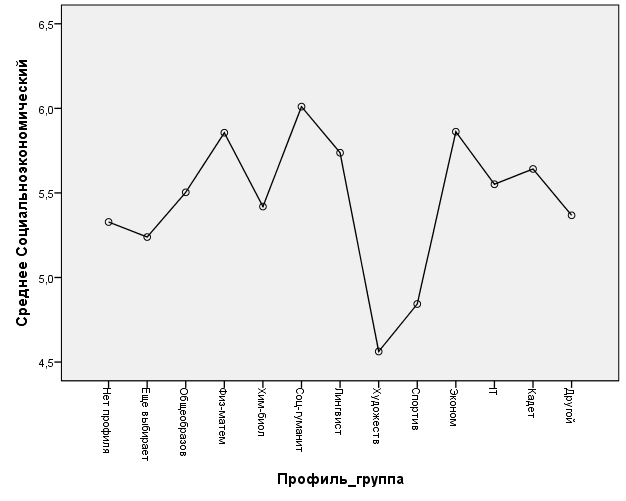 Среднее Социальноэкономический
6,5
6,0
5,5
5,0
4,5
Нет профиля
Еще выбирает
Общеобразов
Физ-матем
Хим-биол
Соц-гуманит
Лингвист
Художеств
Спортив
Эконом
IT
Кадет
Другой
Профиль_группа